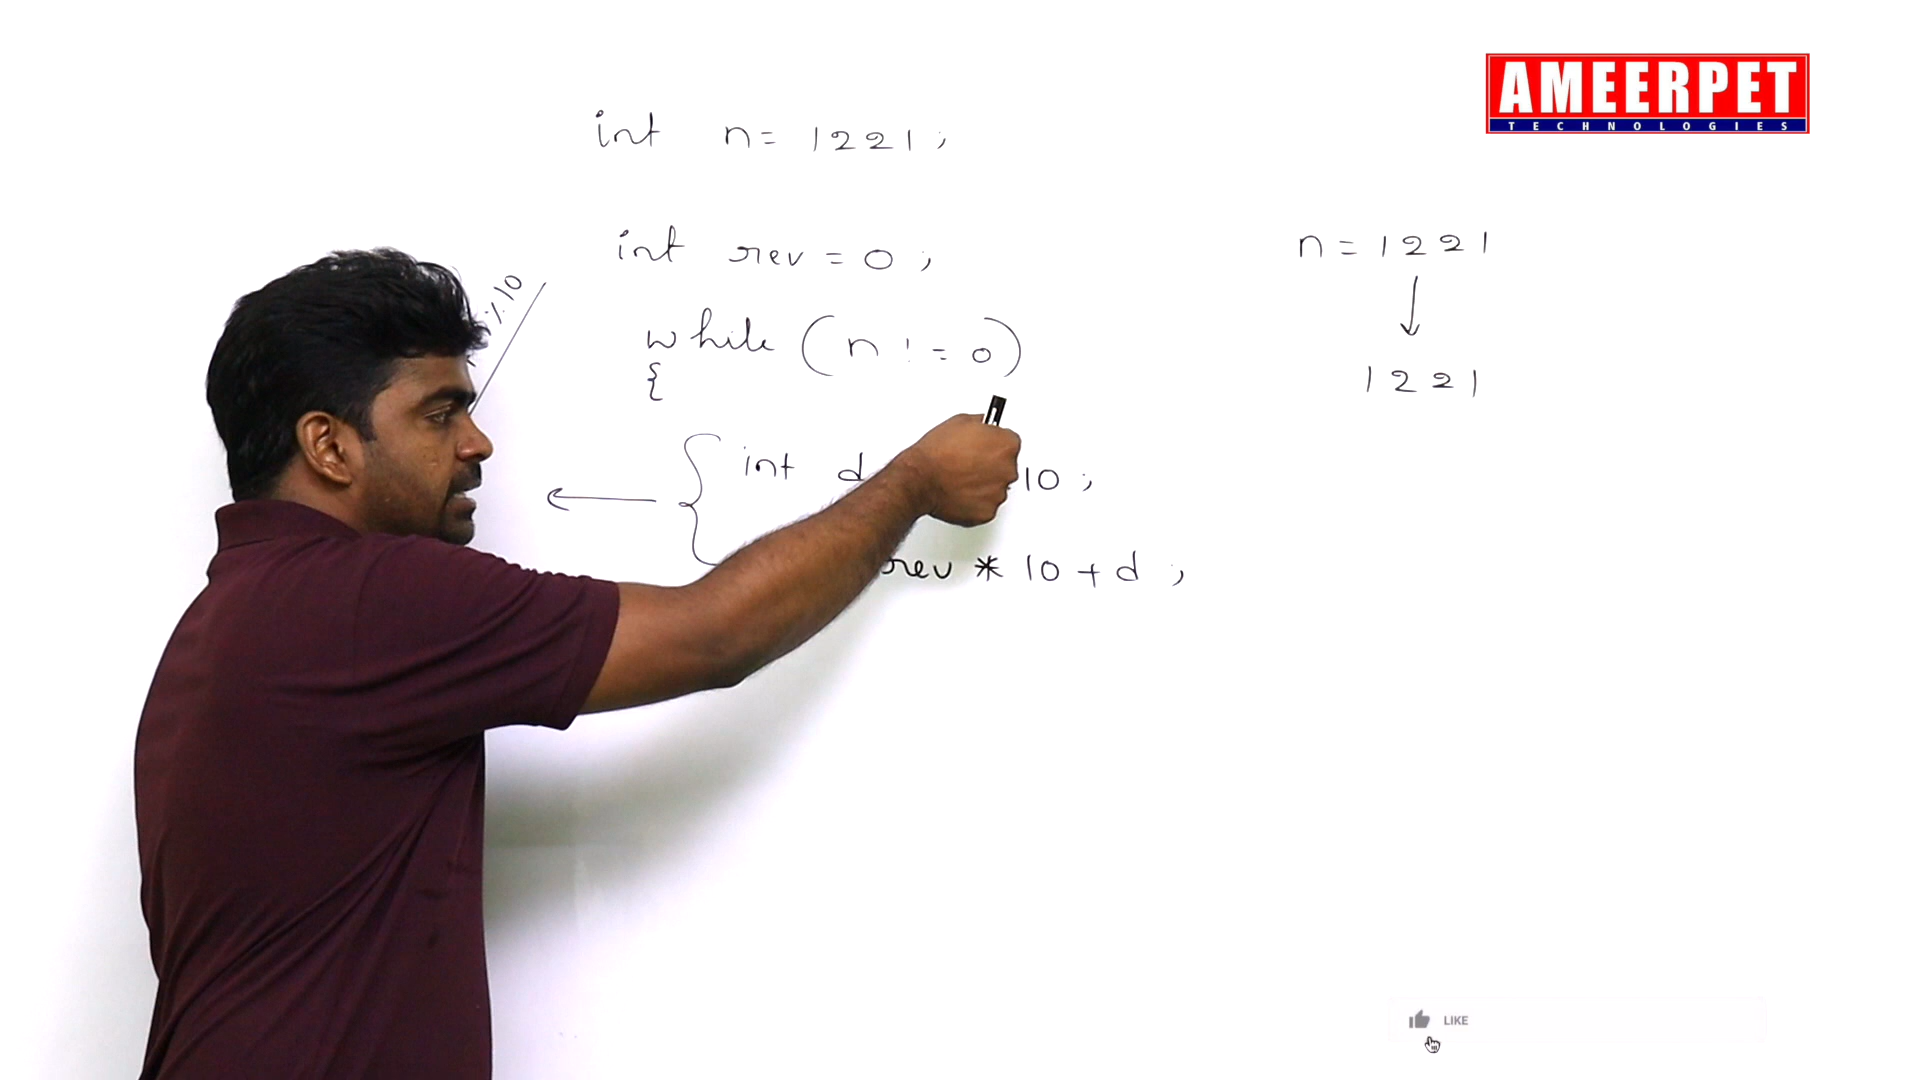 AMEERPET
TECHNOLOGIES
int n = 1221;
int rev = 0;
n = 1221
%10
while (n != 0)
{
1221
int d 10;
rev * 10 + d;
LIKE